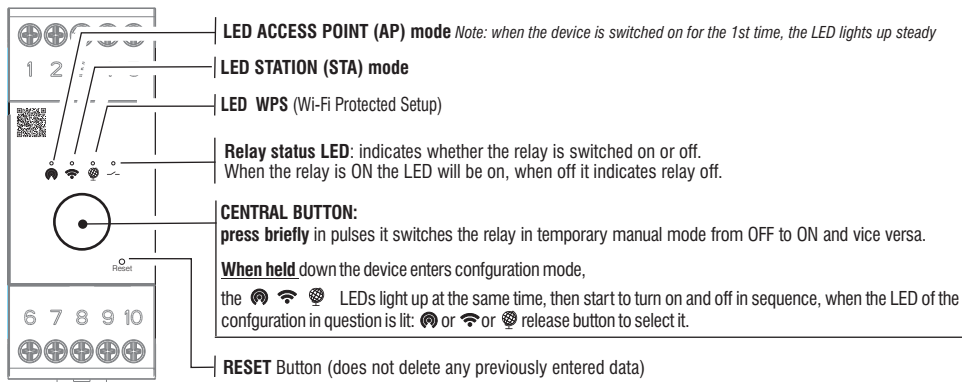 LED ACCESS POINT (AP) mode Note: when the device is switched on for the 1st time, the LED lights up steady
1 2
LED STATION (STA) mode
LED WPS (Wi-Fi Protected Setup)
Relay status LED: indicates whether the relay is switched on or off.
When the relay is ON the LED will be on, when off it indicates relay off.
CENTRAL BUTTON:
press briefly in pulses it switches the relay in temporary manual mode from OFF to ON and vice versa.
When held down the device enters confguration mode,
the LEDs light up at the same time, then start to turn on and off in sequence, when the LED of the
confguration in question is lit: or or release button to select it.
Reset
6 7 8 9 10
RESET Button (does not delete any previously entered data)